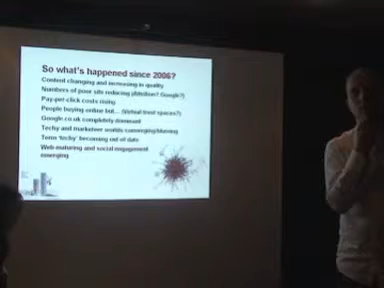 So what's happened since 2006?
Content changing and increasing in quality
Numbers of poor site reducing (Attrition? Google?)
Pay-per-click costs rising
People buying online but... (Virtual trust spaces?)
Google.co.uk completely dominant
Techy and marketeer worlds converging/blurring
Term 'techy' becoming out of date
Web maturing and social engagement
emerging